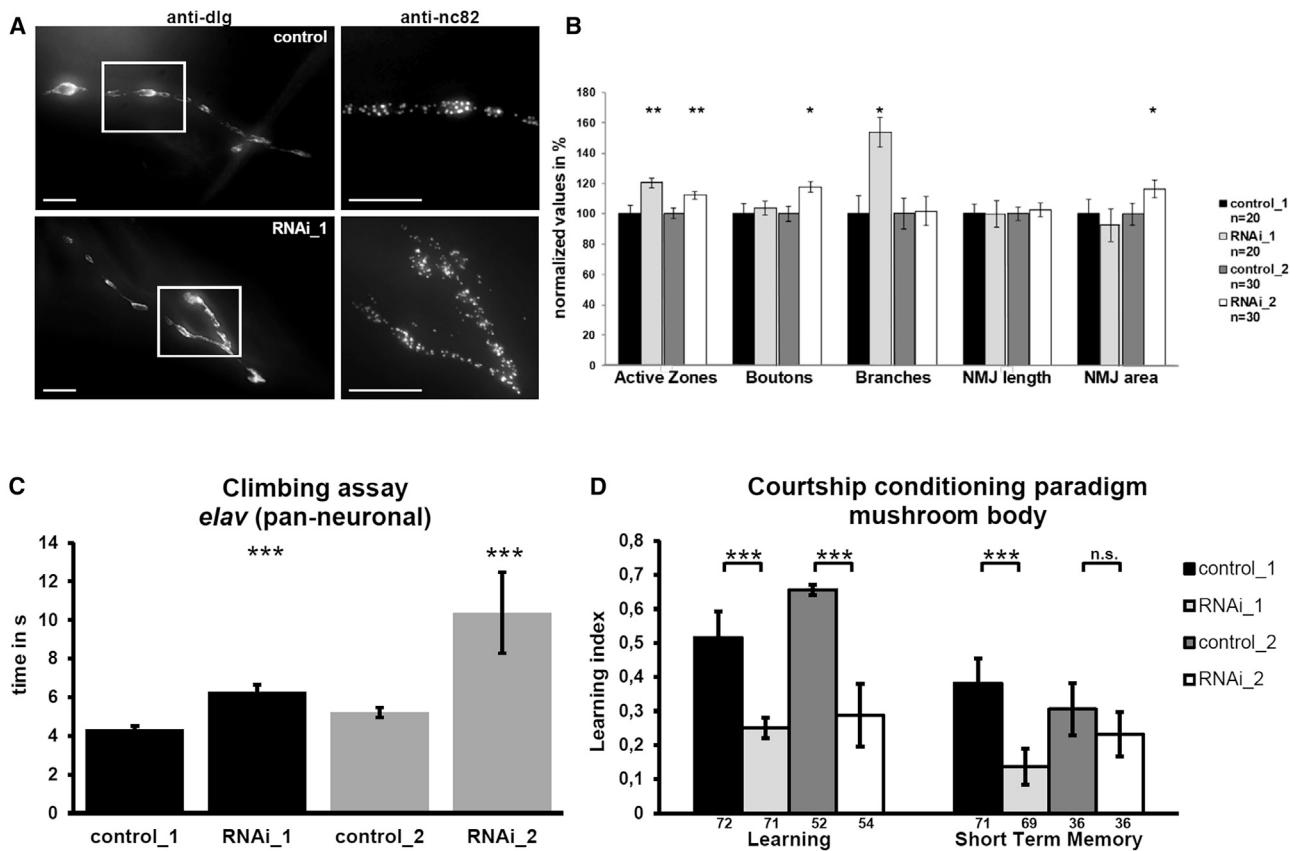 A
anti-dlg
anti-nc82
control
RNAi_1
B
normalized values in %
180
160
140
120
100
80
60
40
20
0
** ** * * *
Active Zones Boutons Branches NMJ length NMJ area
control_1
n=20
RNAi_1
n=20
control_2
n=30
RNAi_2
n=30
C
Climbing assay
elav (pan-neuronal)
time in s
14
12
10
8
6
4
2
0
*** ***
control_1 RNAi_1 control_2 RNAi_2
D
Courtship conditioning paradigm
mushroom body
Learning index
0,8
0,7
0,6
0,5
0,4
0,3
0,2
0,1
0
*** *** *** n.s.
72 71 52 54 71 69 36 36
Learning Short Term Memory
control_1
RNAi_1
control_2
RNAi_2